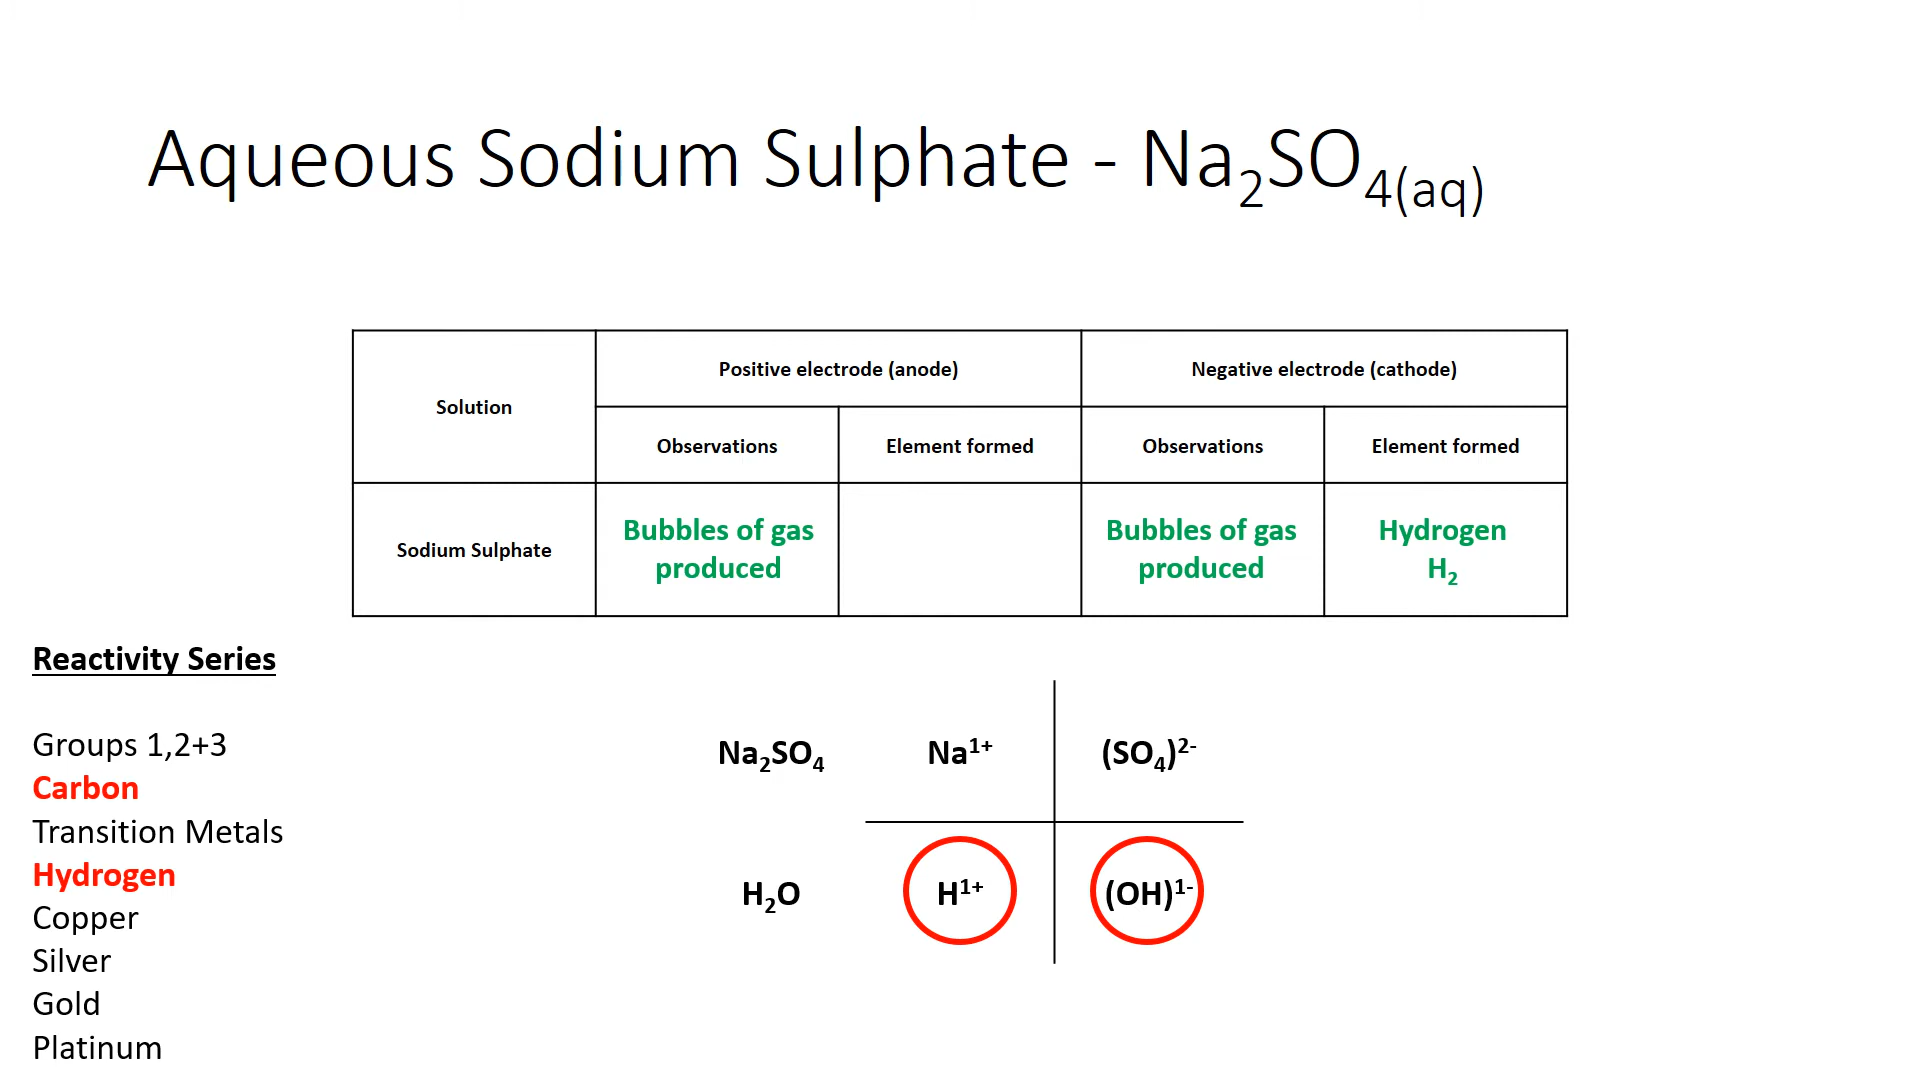 Aqueous Sodium Sulphate - Na₂SO₄₍ₐq₎
Solution
Positive electrode (anode)
Negative electrode (cathode)
Observations
Element formed
Observations
Element formed
Sodium Sulphate
Bubbles of gas
produced
Bubbles of gas
produced
Hydrogen
H₂
Reactivity Series
Groups 1,2+3
Carbon
Transition Metals
Hydrogen
Copper
Silver
Gold
Platinum
Na₂SO₄ Na¹⁺ (SO₄)²⁻
H₂O H¹⁺ (OH)¹⁻